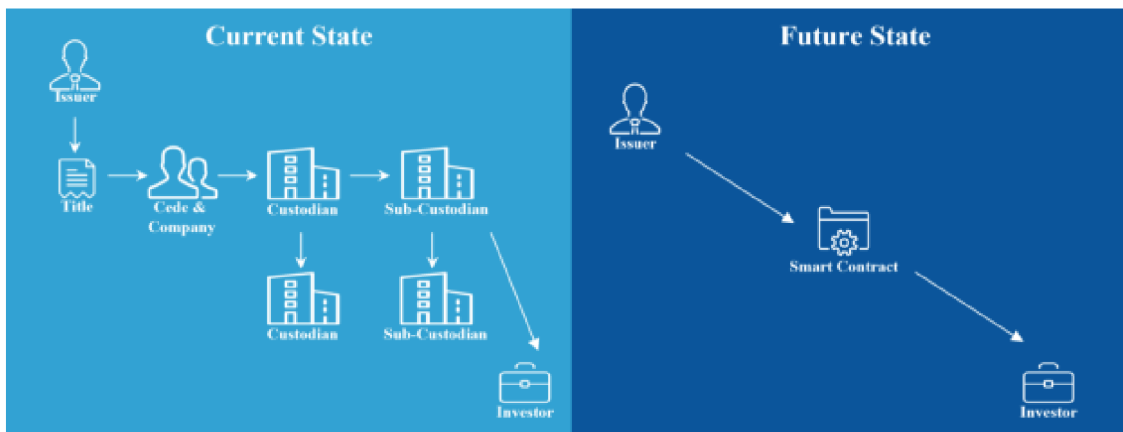 Current State
Issuer
Title
Cede &
Company
Custodian
Sub-Custodian
Custodian
Sub-Custodian
Investor
Future State
Issuer
Smart Contract
Investor